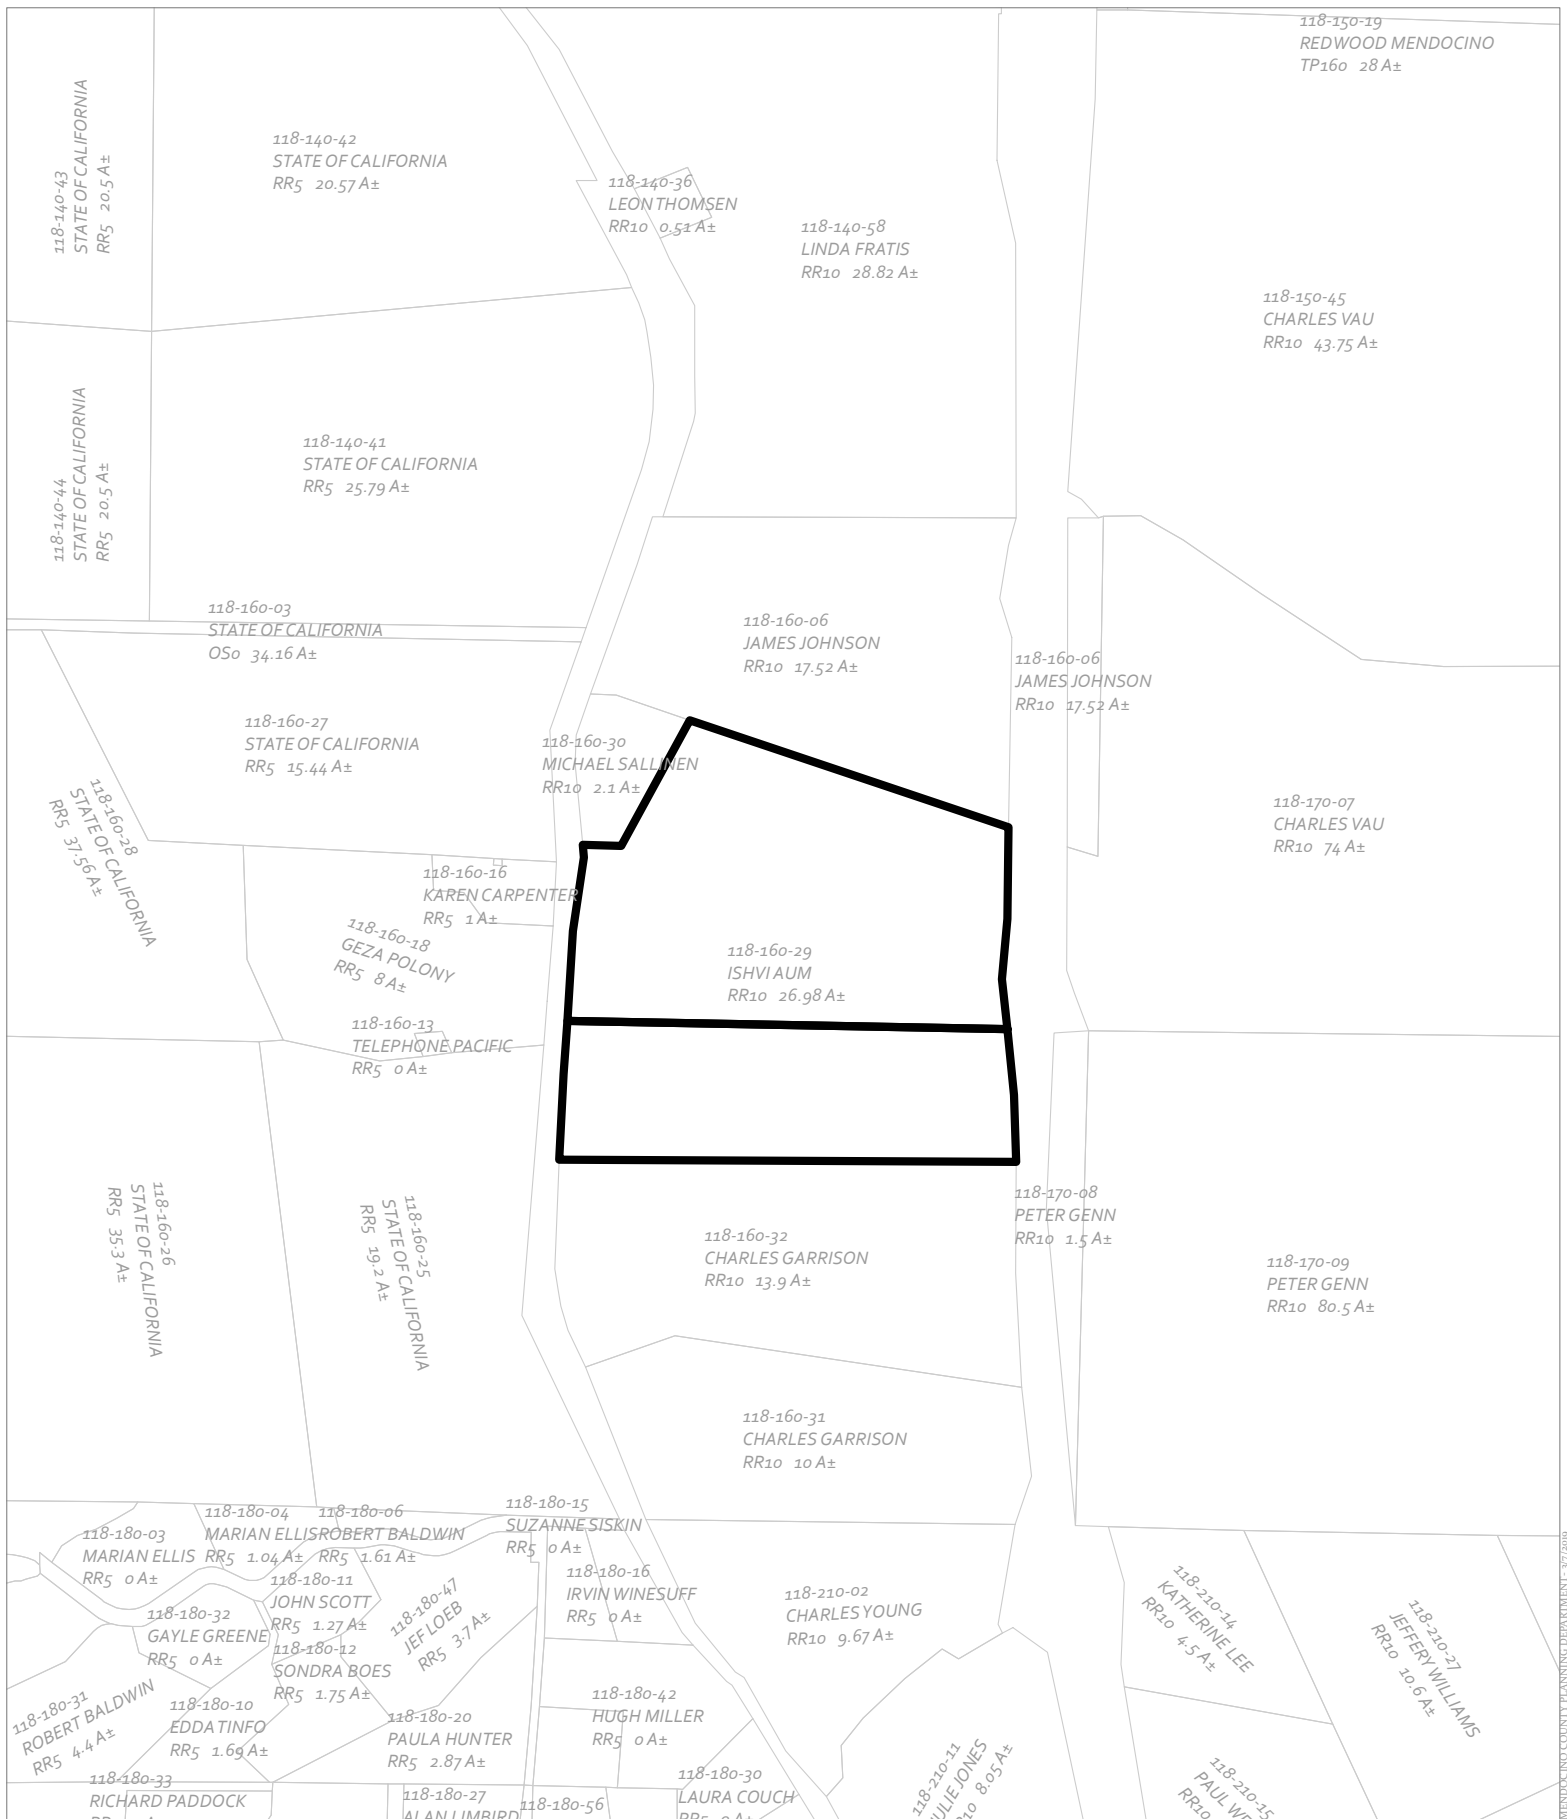 118-150-19
REDWOOD MENDOCINO
TP160 28 A±
118-140-43
STATE OF CALIFORNIA
RR5 20.5 A±
118-140-42
STATE OF CALIFORNIA
RR5 20.57 A±
118-140-36
LEON THOMSEN
RR10 0.51 A±
118-140-58
LINDA FRATIS
RR10 28.82 A±
118-150-45
CHARLES VAU
RR10 43.75 A±
118-140-44
STATE OF CALIFORNIA
RR5 20.5 A±
118-140-41
STATE OF CALIFORNIA
RR5 25.79 A±
118-160-03
STATE OF CALIFORNIA
OS0 34.16 A±
118-160-06
JAMES JOHNSON
RR10 17.52 A±
118-160-06
JAMES JOHNSON
RR10 17.52 A±
118-160-27
STATE OF CALIFORNIA
RR5 15.44 A±
118-160-30
MICHAEL SALLINEN
RR10 2.1 A±
118-160-28
STATE OF CALIFORNIA
RR5 37.56 A±
118-170-07
CHARLES VAU
RR10 74 A±
118-160-16
KAREN CARPENTER
RR5 1 A±
118-160-18
GEZA POLONY
RR5 8 A±
118-160-29
ISHVI AUM
RR10 26.98 A±
118-160-13
TELEPHONE PACIFIC
RR5 0 A±
118-160-26
STATE OF CALIFORNIA
RR5 35.3 A±
118-160-25
STATE OF CALIFORNIA
RR5 19.2 A±
118-160-32
CHARLES GARRISON
RR10 13.9 A±
118-170-08
PETER GENN
RR10 1.5 A±
118-170-09
PETER GENN
RR10 80.5 A±
118-160-31
CHARLES GARRISON
RR10 10 A±
118-180-03
MARIAN ELLIS
RR5 0 A±
118-180-04
MARIAN ELLIS
RR5 1.04 A±
118-180-06
ROBERT BALDWIN
RR5 1.61 A±
118-180-15
SUZANNE SISKIN
RR5 0 A±
118-180-11
JOHN SCOTT
RR5 1.27 A±
118-180-47
JEF LOEB
RR5 3.7 A±
118-180-16
IRVIN WINESUFF
RR5 0 A±
118-210-02
CHARLES YOUNG
RR10 9.67 A±
118-210-14
KATHERINE LEE
RR10 4.5 A±
118-210-27
JEFFERY WILLIAMS
RR10 10.6 A±
118-180-32
GAYLE GREENE
RR5 0 A±
118-180-12
SONDRA BOES
RR5 1.75 A±
118-180-31
ROBERT BALDWIN
RR5 4.4 A±
118-180-10
EDDA TINFO
RR5 1.69 A±
118-180-20
PAULA HUNTER
RR5 2.87 A±
118-180-42
HUGH MILLER
RR5 0 A±
118-180-33
RICHARD PADDOCK
118-180-27
ALAN LIMBIRD
118-180-56
118-180-30
LAURA COUCH
RR5 0 A±
118-210-11
JONES
8.05 A±
118-210-15
PAUL
RR10
MENDOCINO COUNTY PLANNING DEPARTMENT - 3/7/2019